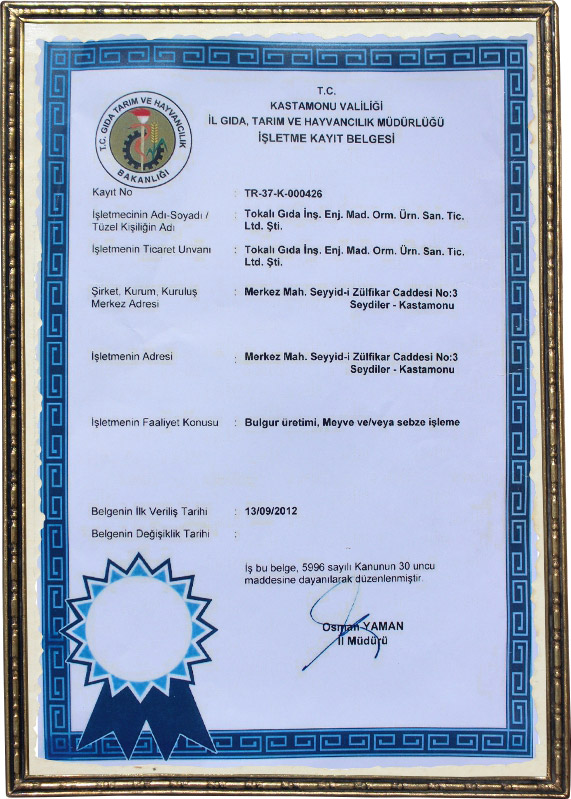 T.C.
KASTAMONU VALİLİĞİ
İL GIDA, TARIM VE HAYVANCILIK MÜDÜRLÜĞÜ
İŞLETME KAYIT BELGESİ
T.C. GIDA TARIM VE HAYVANCILIK
BAKANLIĞI
Kayıt No : TR-37-K-000426
İşletmecinin Adı-Soyadı / : Tokalı Gıda İnş. Enj. Mad. Orm. Ürn. San. Tic.
Tüzel Kişiliğin Adı Ltd. Şti.
İşletmenin Ticaret Unvanı : Tokalı Gıda İnş. Enj. Mad. Orm. Ürn. San. Tic.
Ltd. Şti.
Şirket, Kurum, Kuruluş : Merkez Mah. Seyyid-i Zülfikar Caddesi No:3
Merkez Adresi Seydiler - Kastamonu
İşletmenin Adresi : Merkez Mah. Seyyid-i Zülfikar Caddesi No:3
Seydiler - Kastamonu
İşletmenin Faaliyet Konusu : Bulgur üretimi, Meyve ve/veya sebze işleme
Belgenin İlk Veriliş Tarihi : 13/09/2012
Belgenin Değişiklik Tarihi :
İş bu belge, 5996 sayılı Kanunun 30 uncu
maddesine dayanılarak düzenlenmiştir.
Osman YAMAN
İl Müdürü